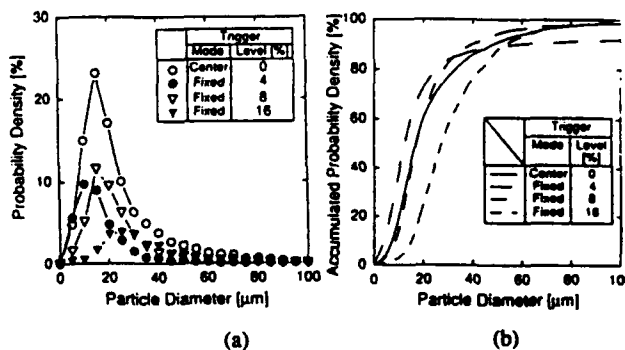 (a)
30
20
10
0
Probability Density [%]
Trigger
Mode Level [%]
Center 0
Fixed 4
Fixed 8
Fixed 16
0 20 40 60 80 100
Particle Diameter [μm]
(a)
(b)
100
80
60
40
20
0
Accumulated Probability Density [%]
Trigger
Mode Level [%]
Center 0
Fixed 4
Fixed 8
Fixed 16
0 20 40 60 80 100
Particle Diameter [μm]
(b)